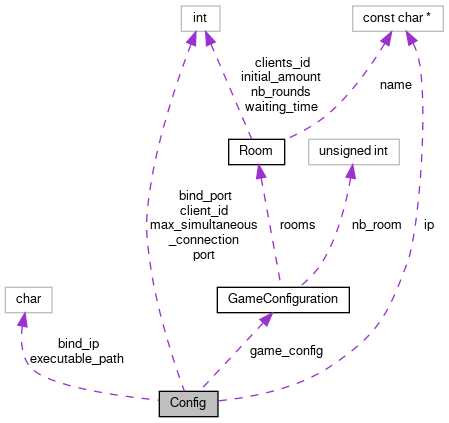 int
const char *
clients_id
initial_amount
nb_rounds
waiting_time
name
Room
unsigned int
bind_port
client_id
max_simultaneous
_connection
port
rooms
nb_room
ip
char
GameConfiguration
bind_ip
executable_path
game_config
Config